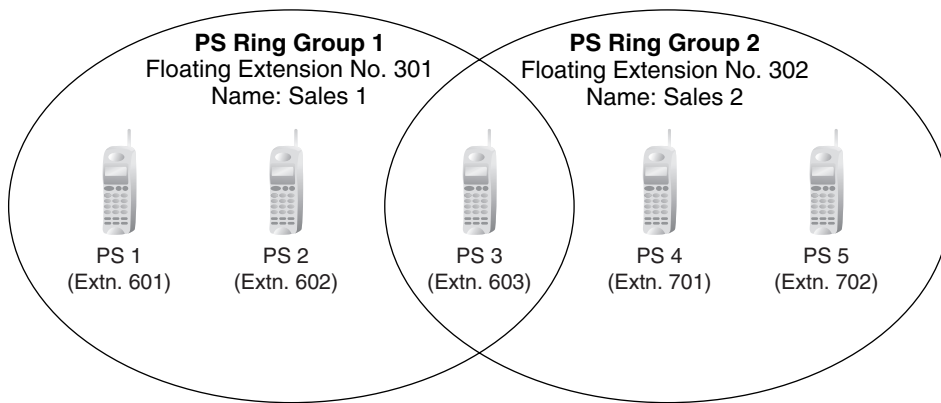 PS Ring Group 1
Floating Extension No. 301
Name: Sales 1
PS Ring Group 2
Floating Extension No. 302
Name: Sales 2
PS 1
(Extn. 601)
PS 2
(Extn. 602)
PS 3
(Extn. 603)
PS 4
(Extn. 701)
PS 5
(Extn. 702)